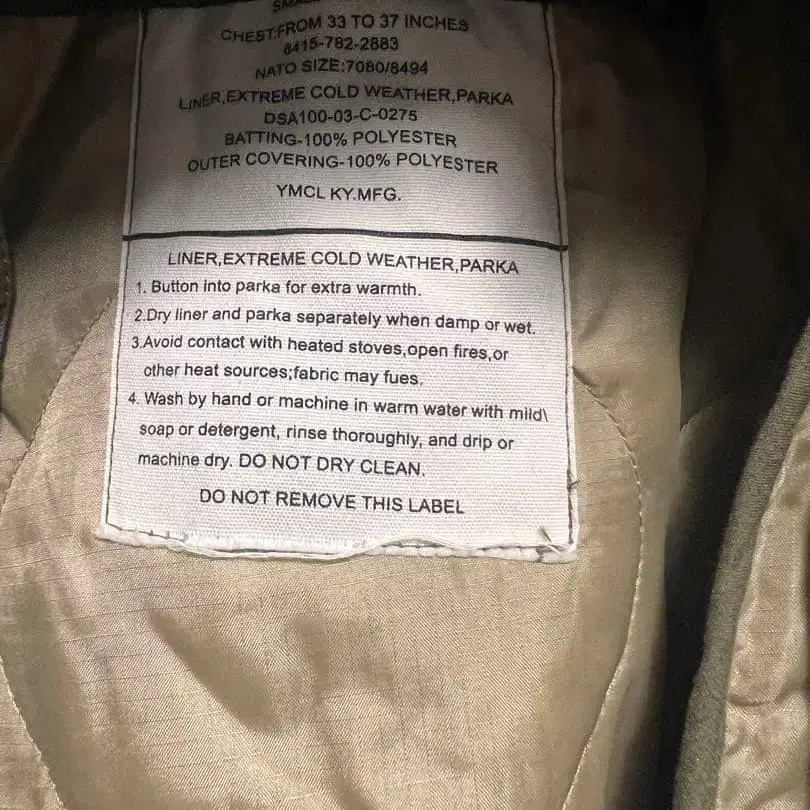 CHEST:FROM 33 TO 37 INCHES
8415-782-2883
NATO SIZE:7080/8494
LINER,EXTREME COLD WEATHER,PARKA
DSA100-03-C-0275
BATTING-100% POLYESTER
OUTER COVERING-100% POLYESTER
YMCL KY.MFG.
LINER,EXTREME COLD WEATHER,PARKA
1. Button into parka for extra warmth.
2.Dry liner and parka separately when damp or wet.
3.Avoid contact with heated stoves,open fires,or
other heat sources;fabric may fues.
4. Wash by hand or machine in warm water with mild\
soap or detergent, rinse thoroughly, and drip or
machine dry. DO NOT DRY CLEAN.
DO NOT REMOVE THIS LABEL